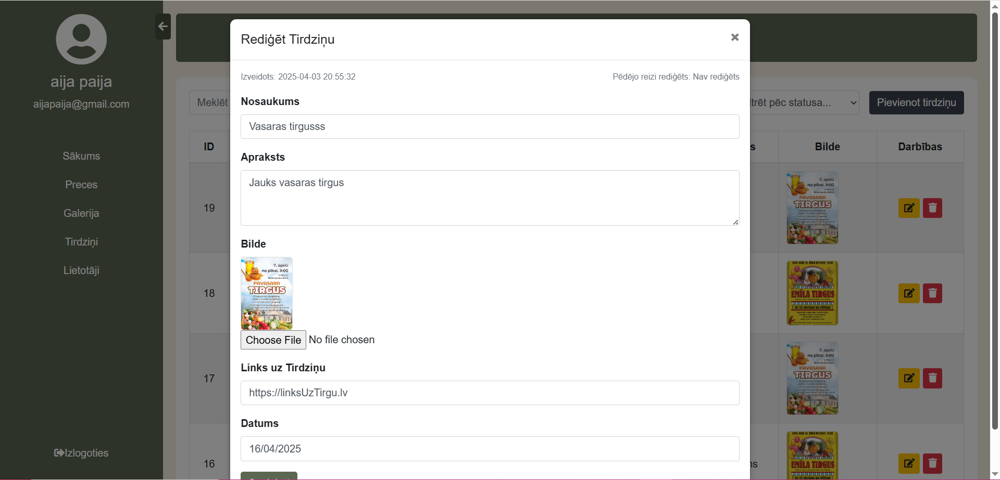 aija paija
aijapaija@gmail.com
Sākums
Preces
Galerija
Tirdziņi
Lietotāji
Izlogoties
Rediģēt Tirdziņu
Izveidots: 2025-04-03 20:55:32
Pēdējo reizi rediģēts: Nav rediģēts
Nosaukums
Vasaras tirgusss
Apraksts
Jauks vasaras tirgus
Bilde
7. aprīlī
no plkst. 9:00
PAVASARA
TIRGUS
Choose File No file chosen
Links uz Tirdziņu
https://linksUzTirgu.lv
Datums
16/04/2025
Meklēt
pēc statusa...
Pievienot tirdziņu
ID
s
Bilde
Darbības
19
7. aprīlī
no plkst. 9:00
PAVASARA
TIRGUS
18
EMĪLA TIRGUS
17
7. aprīlī
no plkst. 9:00
PAVASARA
TIRGUS
16
EMĪLA TIRGUS